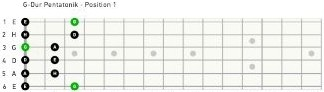 G-Dur Pentatonik - Position 1
1 E E G
2 H H D
3 G G A
4 D D E
5 A A H
6 E E G